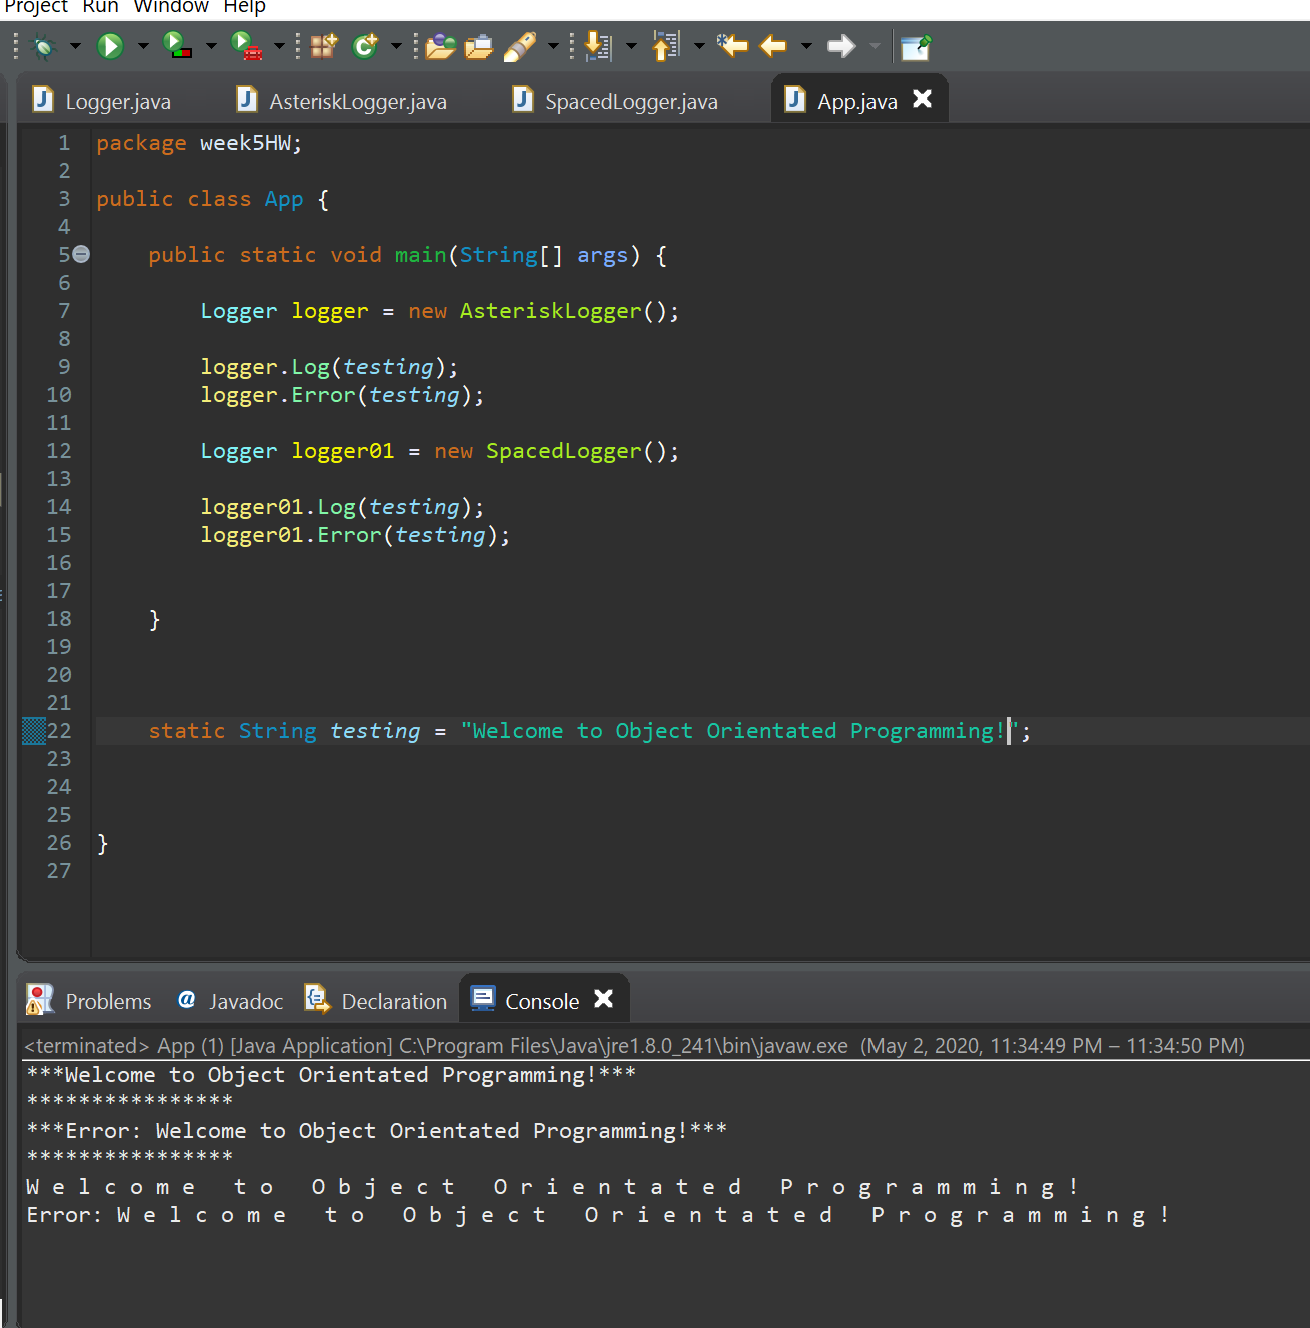 Project Run Window Help
Logger.java AsteriskLogger.java SpacedLogger.java App.java
1 package week5HW;
2
3 public class App {
4
5 public static void main(String[] args) {
6
7 Logger logger = new AsteriskLogger();
8
9 logger.Log(testing);
10 logger.Error(testing);
11
12 Logger logger01 = new SpacedLogger();
13
14 logger01.Log(testing);
15 logger01.Error(testing);
16
17
18 }
19
20
21
22 static String testing = "Welcome to Object Orientated Programming!";
23
24
25
26 }
27
Problems @ Javadoc Declaration Console
<terminated> App (1) [Java Application] C:\Program Files\Java\jre1.8.0_241\bin\javaw.exe (May 2, 2020, 11:34:49 PM – 11:34:50 PM)
***Welcome to Object Orientated Programming!***
****************
***Error: Welcome to Object Orientated Programming!***
****************
W e l c o m e   t o   O b j e c t   O r i e n t a t e d   P r o g r a m m i n g !
Error: W e l c o m e   t o   O b j e c t   O r i e n t a t e d   P r o g r a m m i n g !